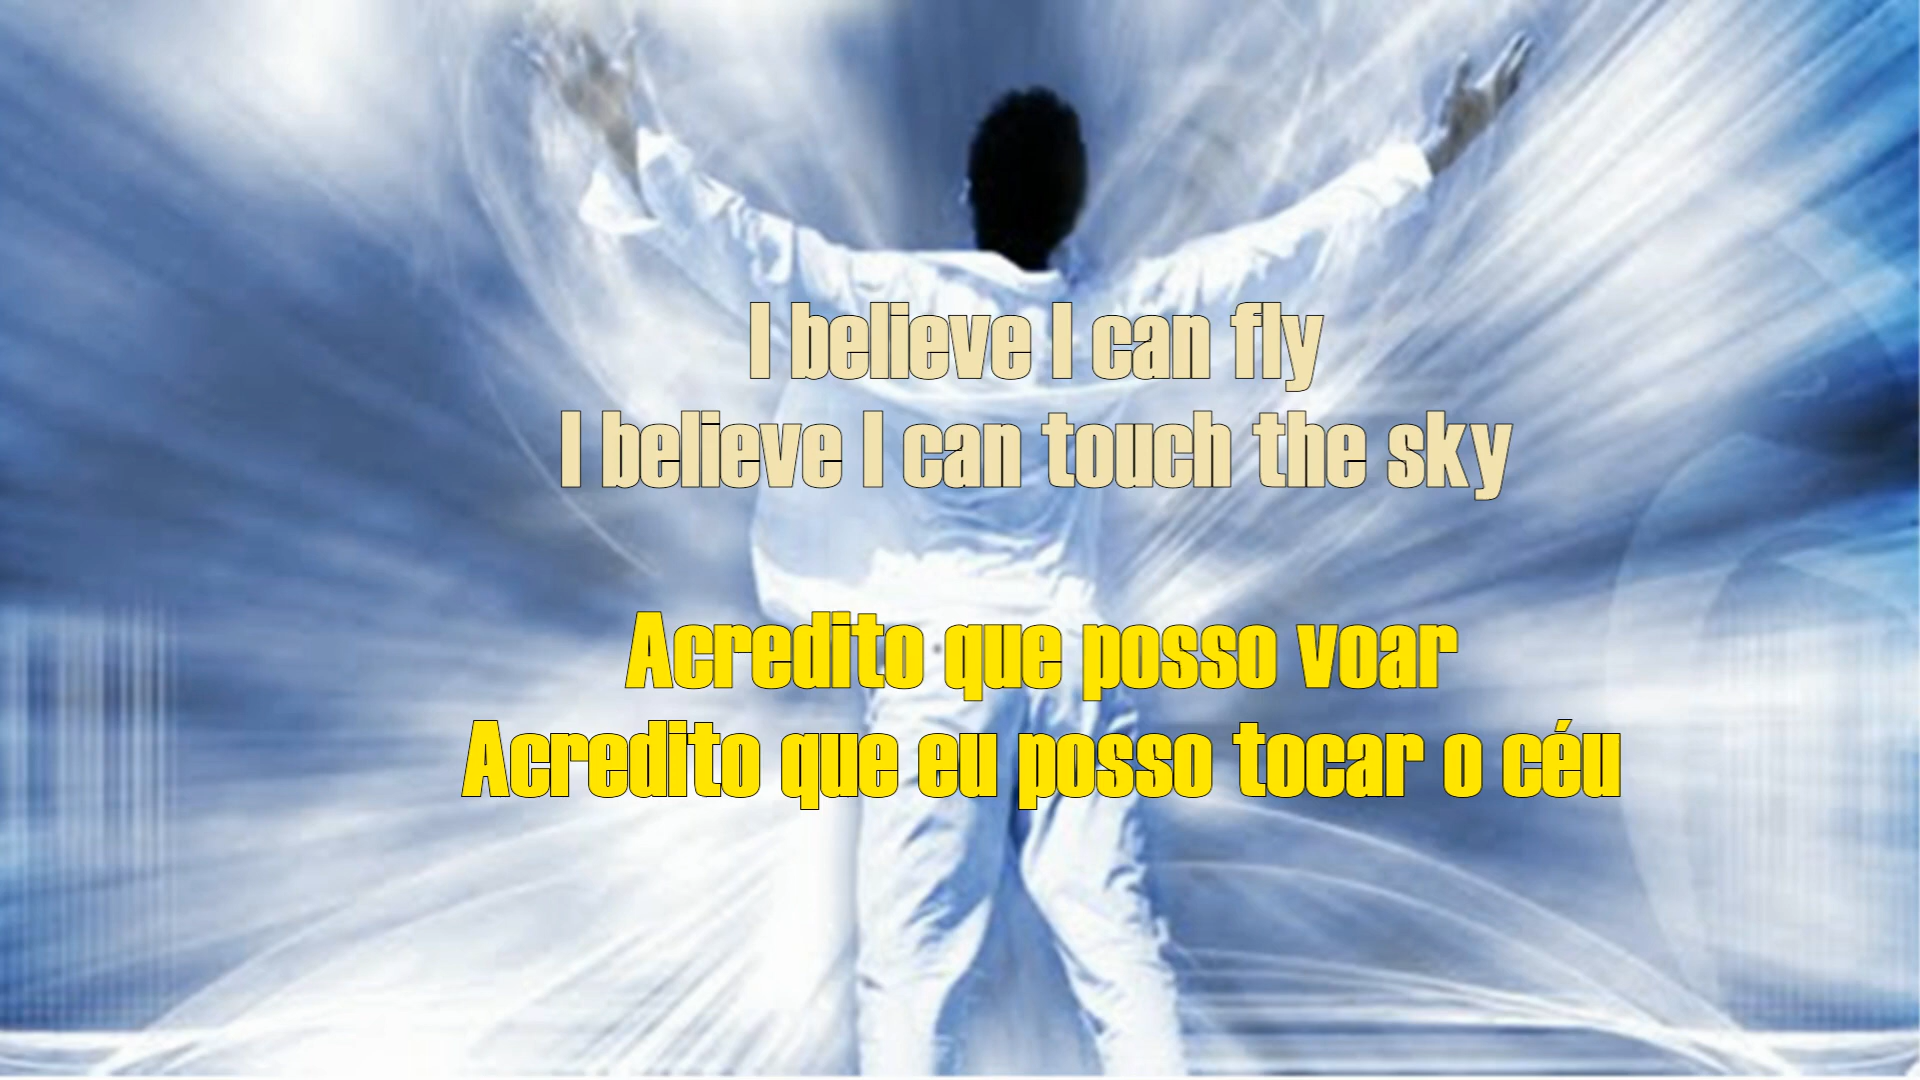 I believe I can fly
I believe I can touch the sky
Acredito que posso voar
Acredito que eu posso tocar o céu